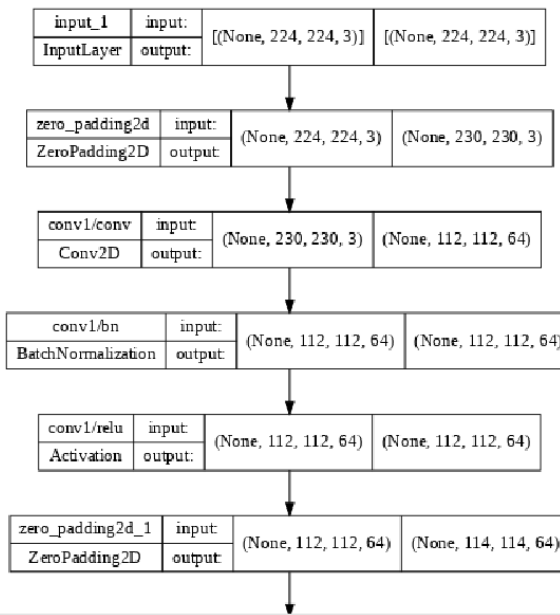 input_1 input: [(None, 224, 224, 3)] [(None, 224, 224, 3)]
InputLayer output:
zero_padding2d input: (None, 224, 224, 3) (None, 230, 230, 3)
ZeroPadding2D output:
conv1/conv input: (None, 230, 230, 3) (None, 112, 112, 64)
Conv2D output:
conv1/bn input: (None, 112, 112, 64) (None, 112, 112, 64)
BatchNormalization output:
conv1/relu input: (None, 112, 112, 64) (None, 112, 112, 64)
Activation output:
zero_padding2d_1 input: (None, 112, 112, 64) (None, 114, 114, 64)
ZeroPadding2D output: